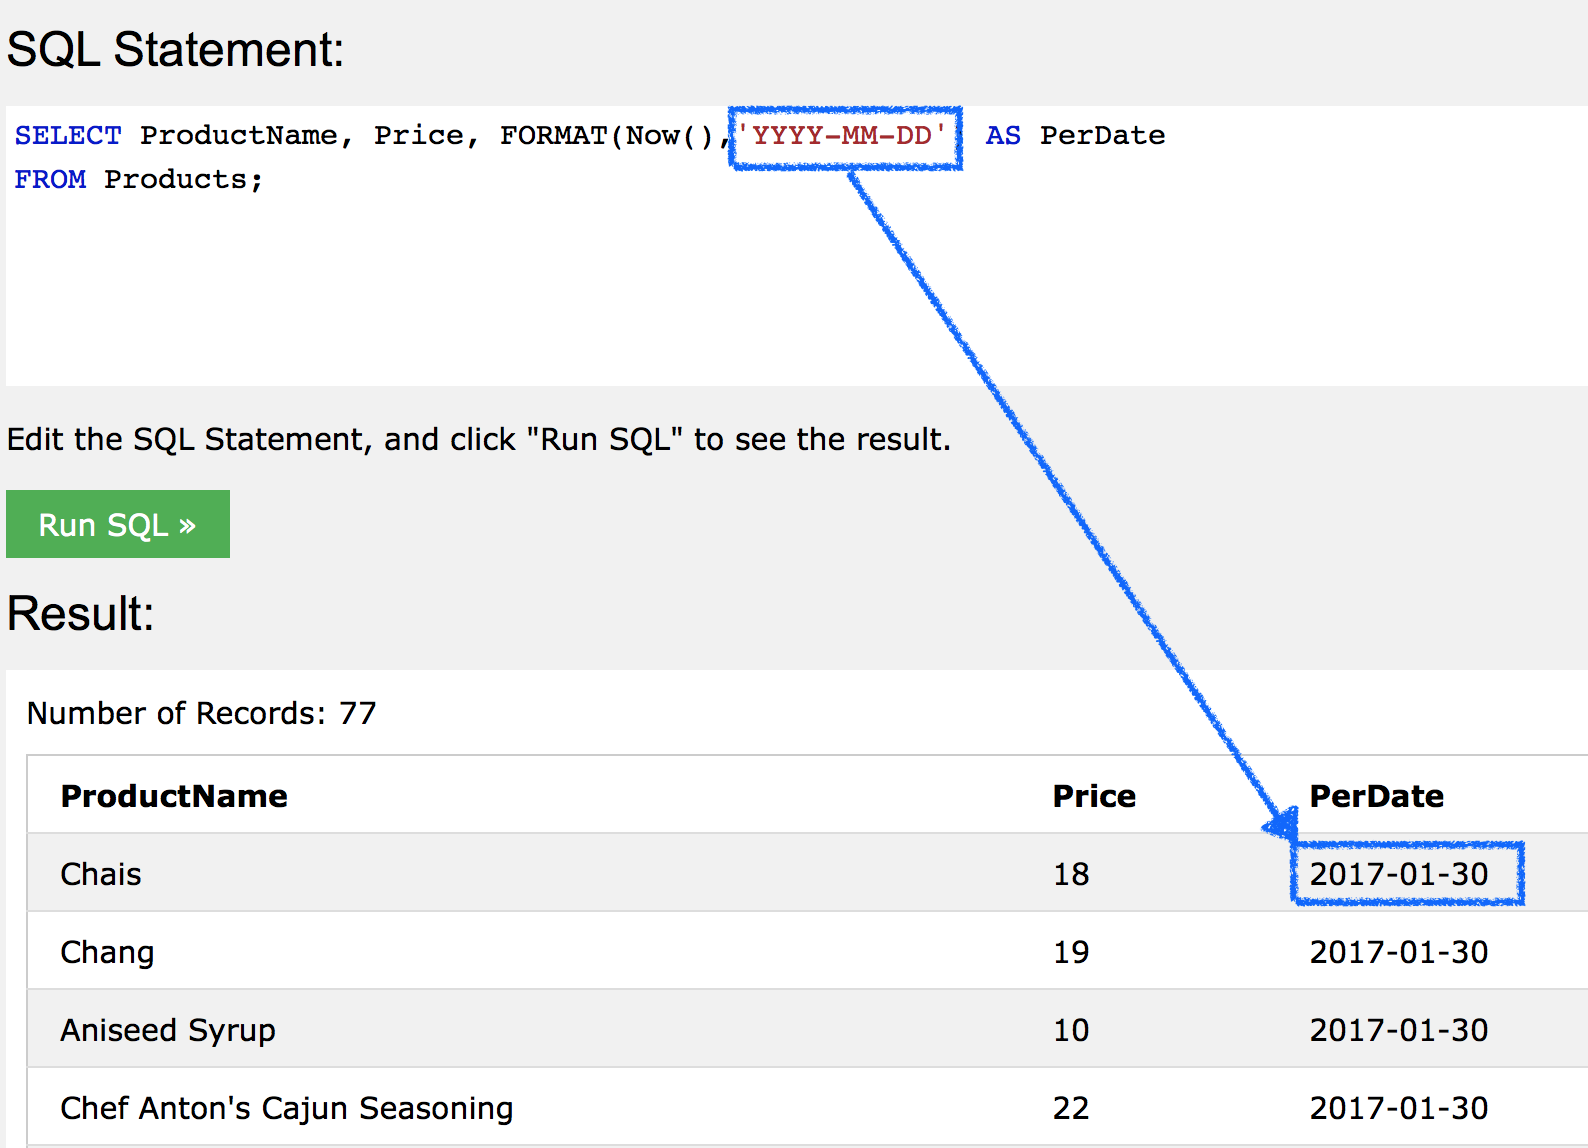 SQL Statement:
SELECT ProductName, Price, FORMAT(Now(),'YYYY-MM-DD' AS PerDate
FROM Products;
Edit the SQL Statement, and click "Run SQL" to see the result.
Run SQL »
Result:
Number of Records: 77
ProductName Price PerDate
Chais 18 2017-01-30
Chang 19 2017-01-30
Aniseed Syrup 10 2017-01-30
Chef Anton's Cajun Seasoning 22 2017-01-30